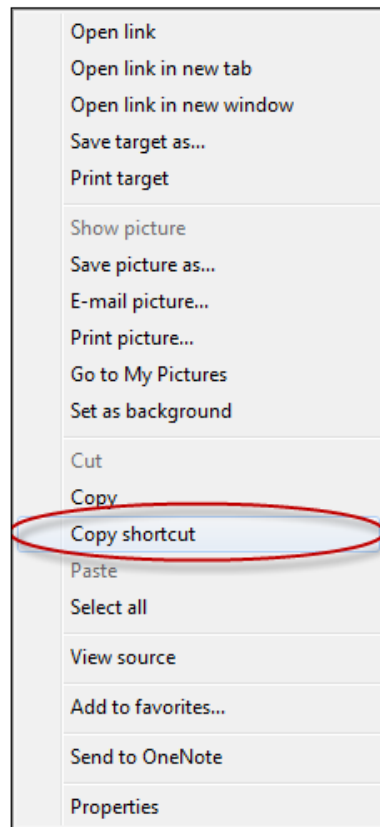 Open link
Open link in new tab
Open link in new window
Save target as...
Print target
Show picture
Save picture as...
E-mail picture...
Print picture...
Go to My Pictures
Set as background
Cut
Copy
Copy shortcut
Paste
Select all
View source
Add to favorites...
Send to OneNote
Properties